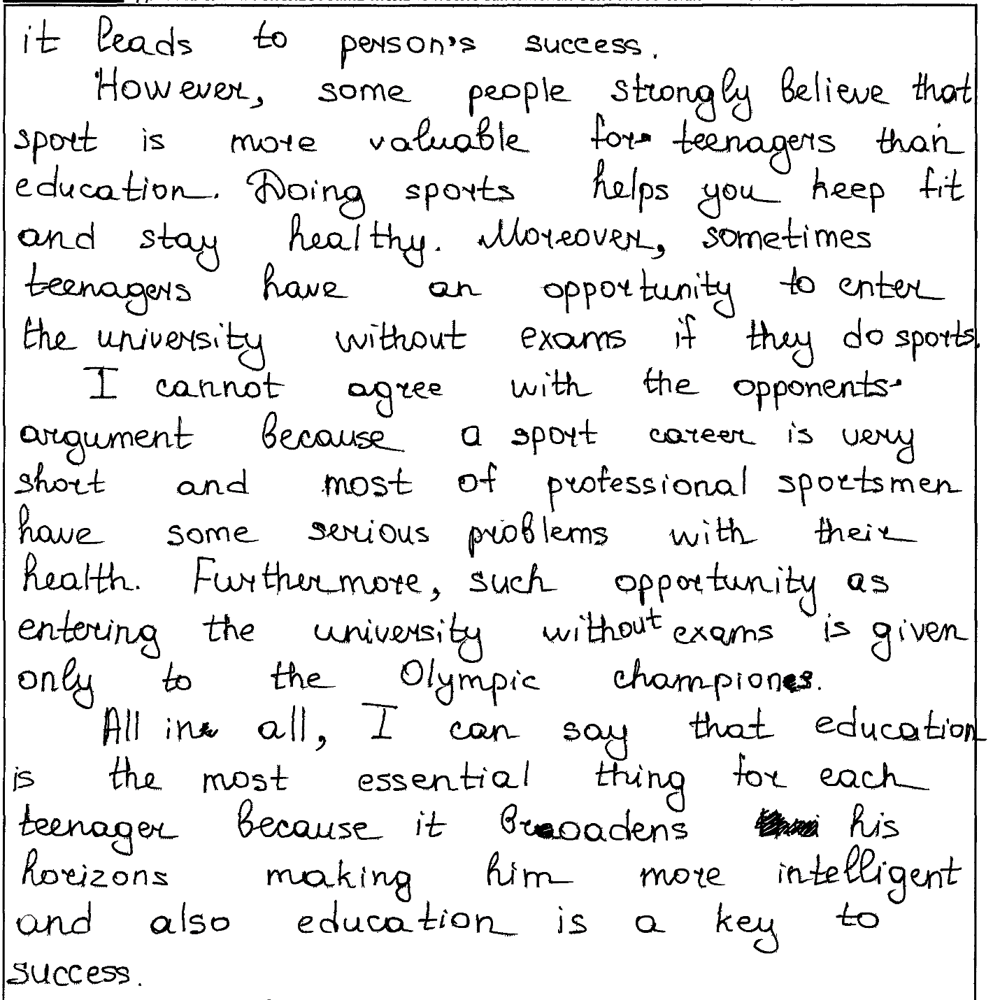 it leads to person's success.
However, some people strongly believe that
sport is more valuable for teenagers than
education. Doing sports helps you keep fit
and stay healthy. Moreover, sometimes
teenagers have an opportunity to enter
the university without exams if they do sports.
I cannot agree with the opponents
argument because a sport career is very
short and most of professional sportsmen
have some serious problems with their
health. Furthermore, such opportunity as
entering the university without exams is given
only to the Olympic champions.
All in all, I can say that education
is the most essential thing for each
teenager because it broadens his
horizons making him more intelligent
and also education is a key to
success.